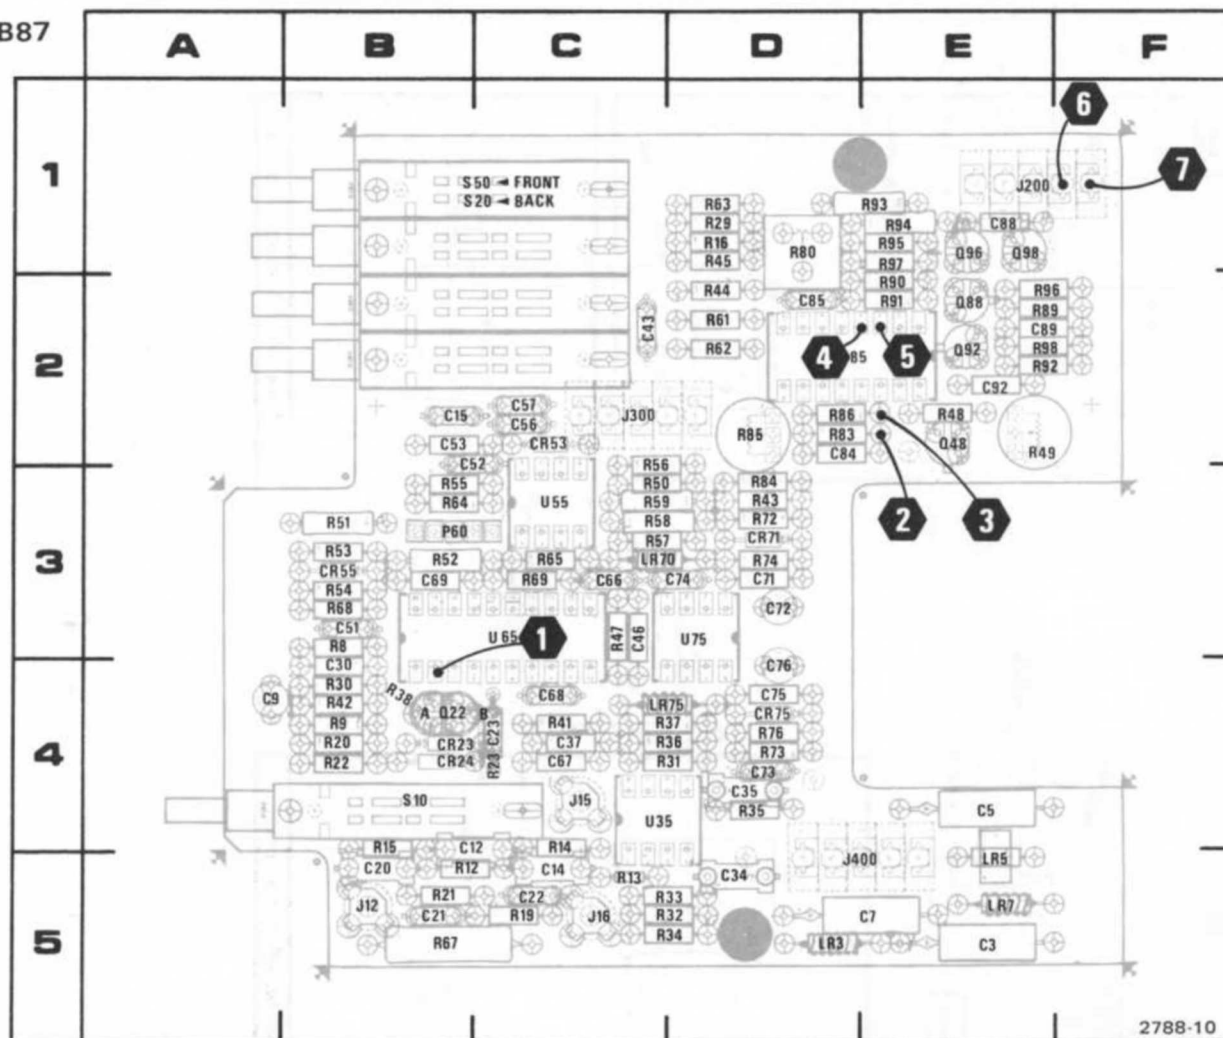 B87
A B C D E F
1
6
7
S50 ◄ FRONT
S20 ◄ BACK
J200
R63
R93
R29
R94
C88
R16
R80
R95
Q96
Q98
R45
R97
R90
R44
C85
R91
Q88
R96
R89
C43
R61
C89
2
R62
4
85
5
Q92
R98
R92
C92
C57
C15
J300
C56
R85
R86
R48
C53
CR53
R83
Q48
R49
C84
C52
R56
R55
R50
R84
R64
U55
R59
R43
2
3
R51
P60
R58
R72
R57
CR71
3
R53
R52
R65
LR70
R74
CR55
C69
R69
C66
C74
C71
R54
R68
C72
C51
U65
1
R47
C46
U75
R8
C30
C76
R30
R38
C68
C75
C9
R42
A
Q22
B
LR75
CR75
R9
C23
R41
R37
R76
4
R20
CR23
C37
R36
R73
R22
CR24
R23
C67
R31
C73
S10
J15
C35
U35
R35
C5
R15
C12
R14
J400
LR5
C20
R12
C14
R13
C34
R21
C22
R33
LR7
J12
C21
R19
J16
R32
C7
5
R67
R34
LR3
C3
2788-10